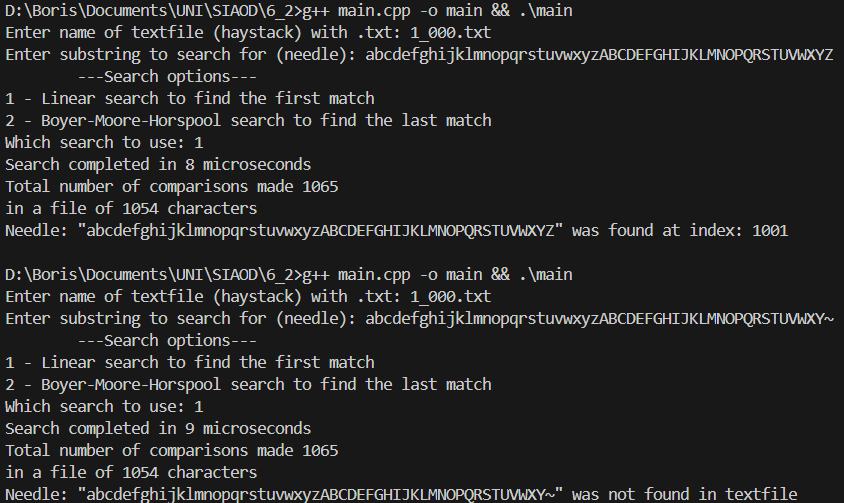 D:\Boris\Documents\UNI\SIAOD\6_2>g++ main.cpp -o main && .\main
Enter name of textfile (haystack) with .txt: 1_000.txt
Enter substring to search for (needle): abcdefghijklmnopqrstuvwxyzABCDEFGHIJKLMNOPQRSTUVWXYZ
---Search options---
1 - Linear search to find the first match
2 - Boyer-Moore-Horspool search to find the last match
Which search to use: 1
Search completed in 8 microseconds
Total number of comparisons made 1065
in a file of 1054 characters
Needle: "abcdefghijklmnopqrstuvwxyzABCDEFGHIJKLMNOPQRSTUVWXYZ" was found at index: 1001
D:\Boris\Documents\UNI\SIAOD\6_2>g++ main.cpp -o main && .\main
Enter name of textfile (haystack) with .txt: 1_000.txt
Enter substring to search for (needle): abcdefghijklmnopqrstuvwxyzABCDEFGHIJKLMNOPQRSTUVWXY~
---Search options---
1 - Linear search to find the first match
2 - Boyer-Moore-Horspool search to find the last match
Which search to use: 1
Search completed in 9 microseconds
Total number of comparisons made 1065
in a file of 1054 characters
Needle: "abcdefghijklmnopqrstuvwxyzABCDEFGHIJKLMNOPQRSTUVWXY~" was not found in textfile